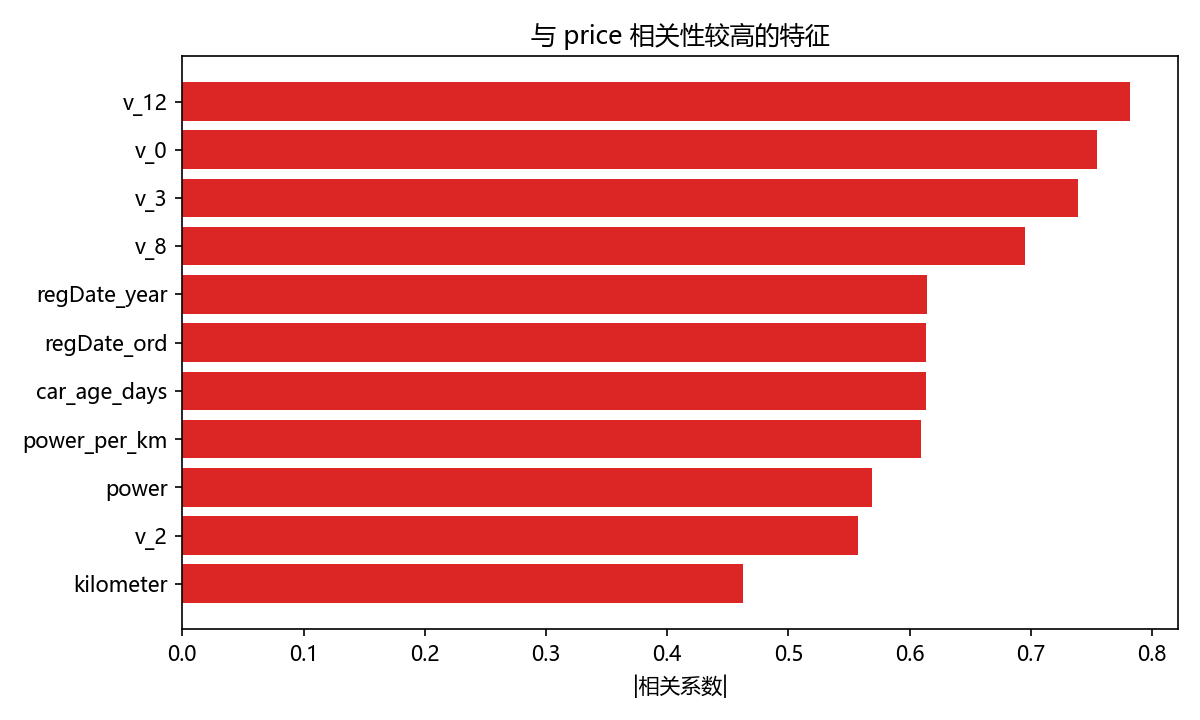 与 price 相关性较高的特征
v_12
v_0
v_3
v_8
regDate_year
regDate_ord
car_age_days
power_per_km
power
v_2
kilometer
0.0 0.1 0.2 0.3 0.4 0.5 0.6 0.7 0.8
|相关系数|